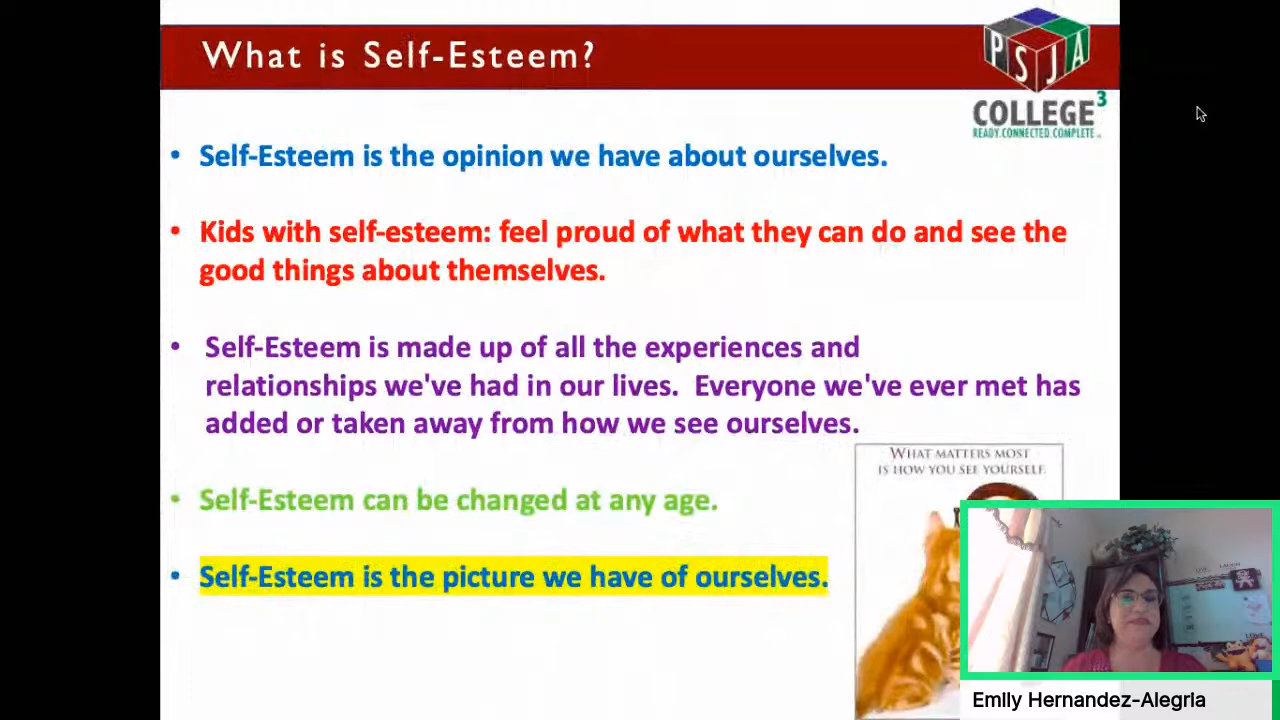 What is Self-Esteem?
PSJA
COLLEGE³
READY.CONNECTED.COMPLETE
• Self-Esteem is the opinion we have about ourselves.
• Kids with self-esteem: feel proud of what they can do and see the
good things about themselves.
• Self-Esteem is made up of all the experiences and
relationships we've had in our lives. Everyone we've ever met has
added or taken away from how we see ourselves.
• Self-Esteem can be changed at any age.
• Self-Esteem is the picture we have of ourselves.
WHAT MATTERS MOST
IS HOW YOU SEE YOURSELF.
Emily Hernandez-Alegria